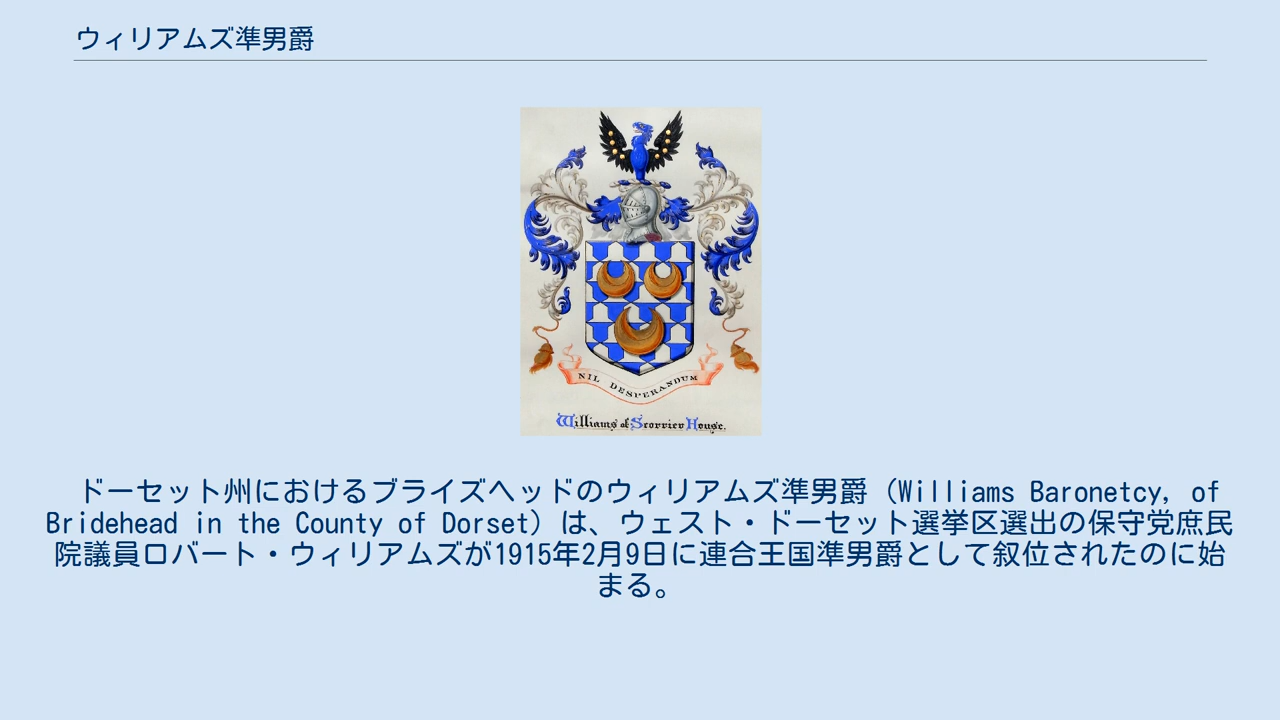 ウィリアムズ準男爵
NIL DESPERANDUM
Williams of Scorrier House.
ドーセット州におけるブライズヘッドのウィリアムズ準男爵（Williams Baronetcy, of
Bridehead in the County of Dorset）は、ウェスト・ドーセット選挙区選出の保守党庶民
院議員ロバート・ウィリアムズが1915年2月9日に連合王国準男爵として叙位されたのに始
まる。